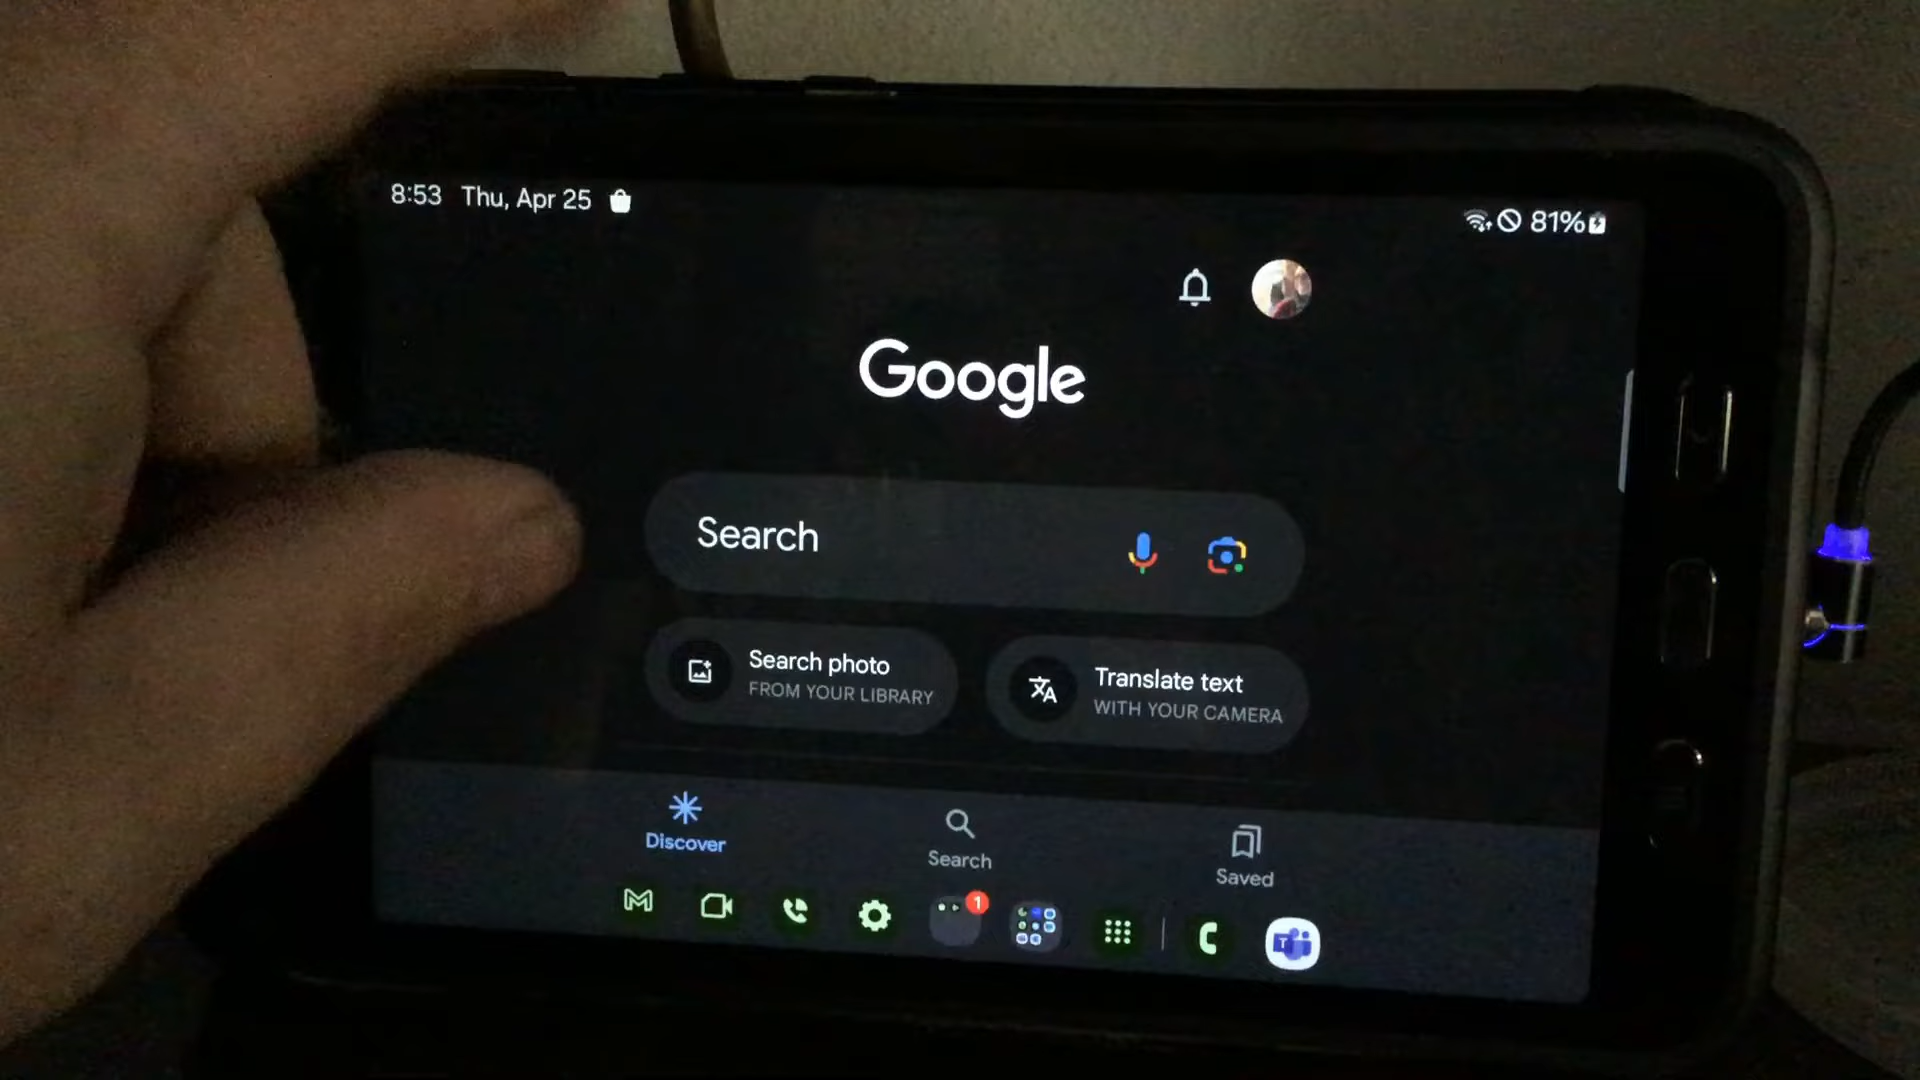 8:53 Thu, Apr 25
81%
Google
Search
Search photo
FROM YOUR LIBRARY
Translate text
WITH YOUR CAMERA
Discover
Search
Saved
1
T